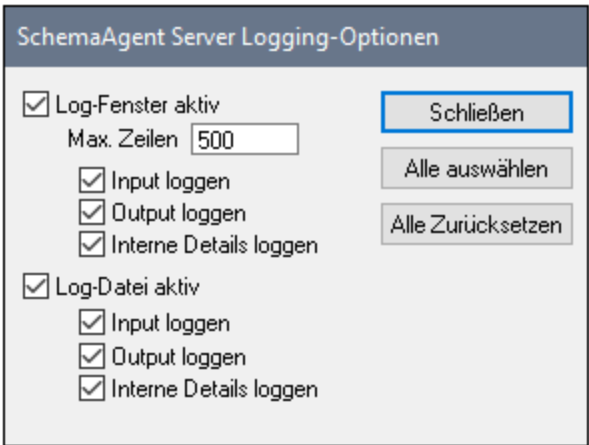 SchemaAgent Server Logging-Optionen
Log-Fenster aktiv
Schließen
Max. Zeilen 500
Alle auswählen
Input loggen
Output loggen
Alle Zurücksetzen
Interne Details loggen
Log-Datei aktiv
Input loggen
Output loggen
Interne Details loggen